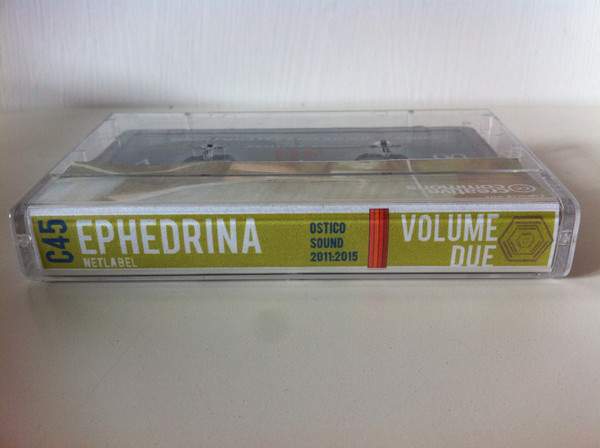 C45
EPHEDRINA
NETLABEL
OSTICO
SOUND
2011:2015
VOLUME
DUE